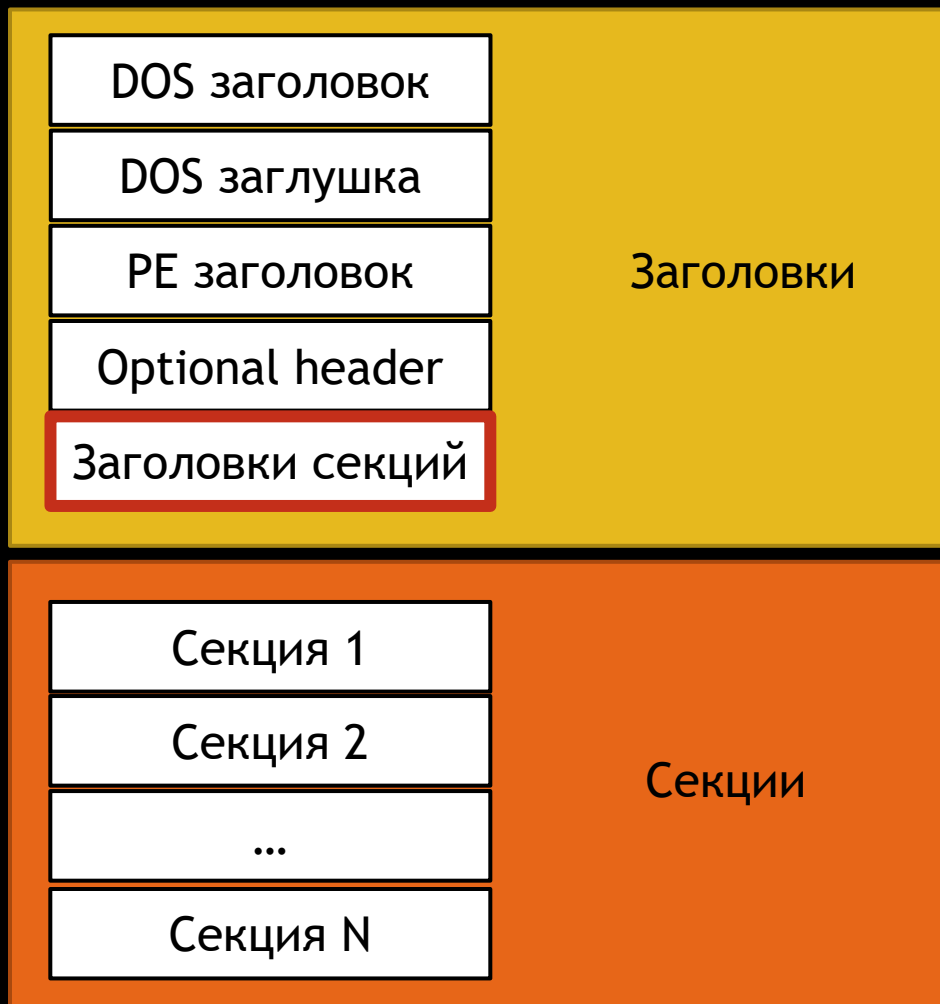 DOS заголовок
DOS заглушка
PE заголовок
Optional header
Заголовки секций
Заголовки
Секция 1
Секция 2
…
Секция N
Секции